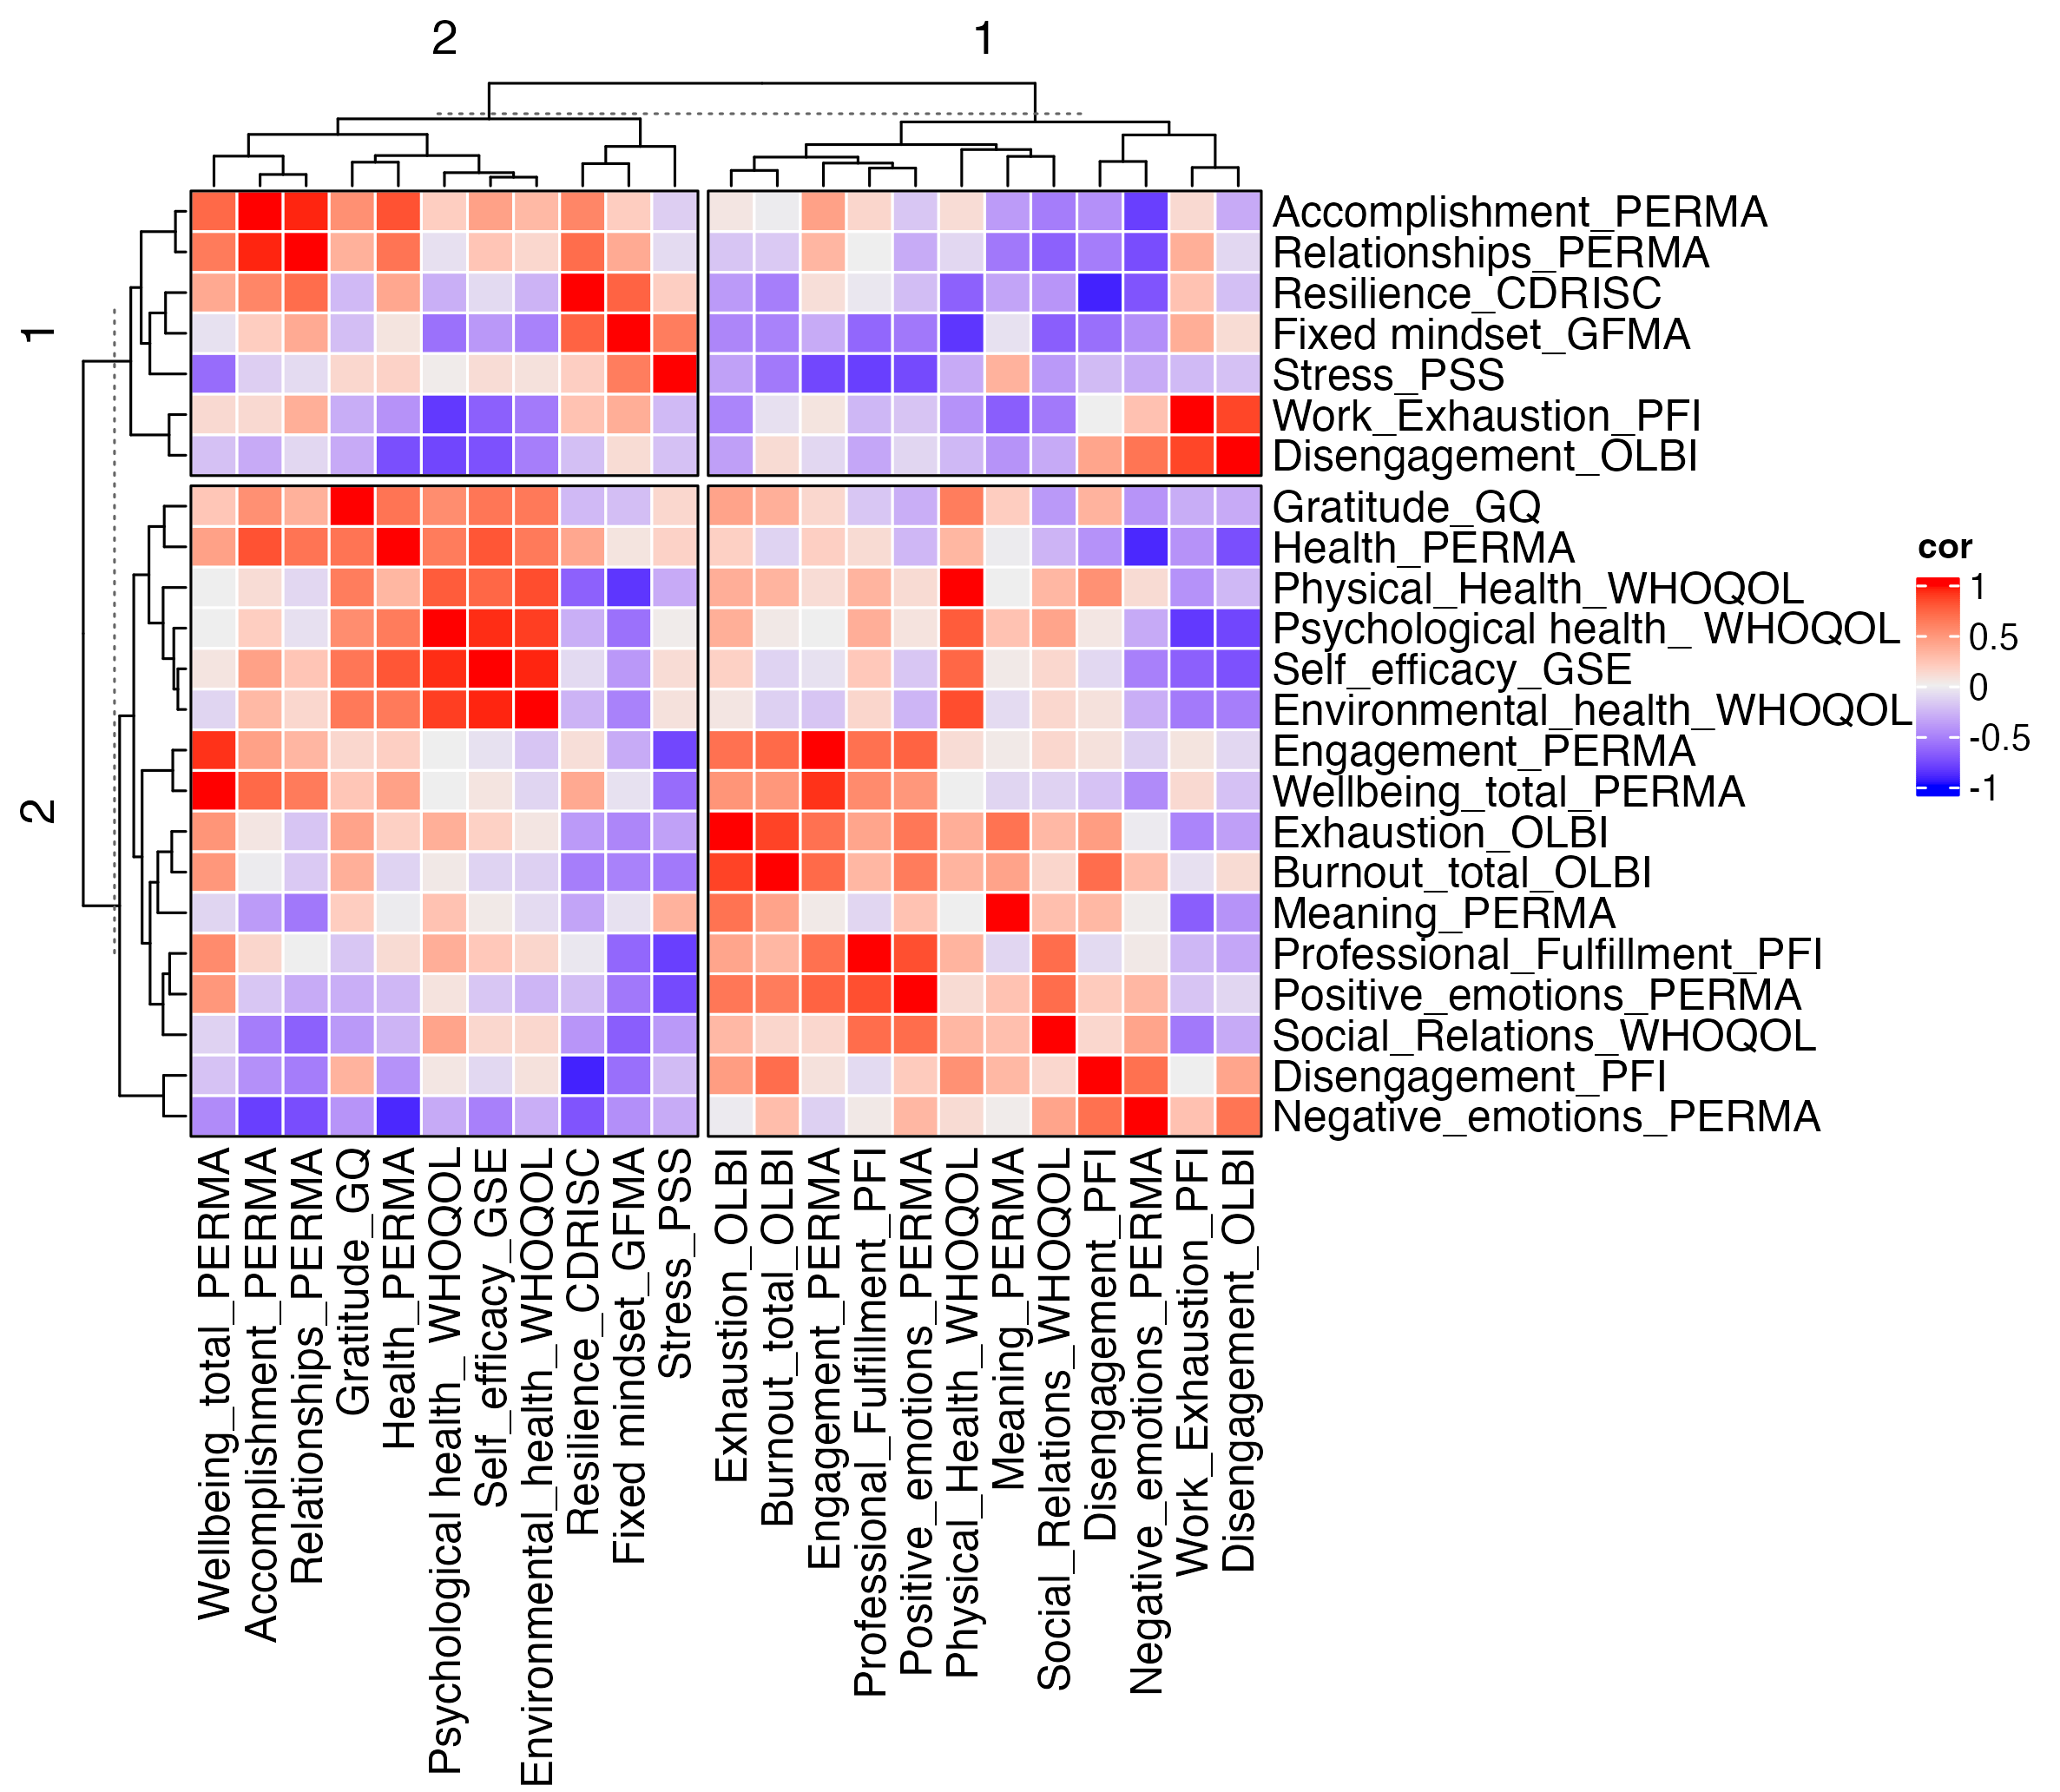 2
1
1
2
Accomplishment_PERMA
Relationships_PERMA
Resilience_CDRISC
Fixed mindset_GFMA
Stress_PSS
Work_Exhaustion_PFI
Disengagement_OLBI
Gratitude_GQ
Health_PERMA
Physical_Health_WHOQOL
Psychological health_ WHOQOL
Self_efficacy_GSE
Environmental_health_WHOQOL
Engagement_PERMA
Wellbeing_total_PERMA
Exhaustion_OLBI
Burnout_total_OLBI
Meaning_PERMA
Professional_Fulfillment_PFI
Positive_emotions_PERMA
Social_Relations_WHOQOL
Disengagement_PFI
Negative_emotions_PERMA
cor
1
0.5
0
-0.5
-1
Wellbeing_total_PERMA
Accomplishment_PERMA
Relationships_PERMA
Gratitude_GQ
Health_PERMA
Psychological health_ WHOQOL
Self_efficacy_GSE
Environmental_health_WHOQOL
Resilience_CDRISC
Fixed mindset_GFMA
Stress_PSS
Exhaustion_OLBI
Burnout_total_OLBI
Engagement_PERMA
Professional_Fulfillment_PFI
Positive_emotions_PERMA
Physical_Health_WHOQOL
Meaning_PERMA
Social_Relations_WHOQOL
Disengagement_PFI
Negative_emotions_PERMA
Work_Exhaustion_PFI
Disengagement_OLBI